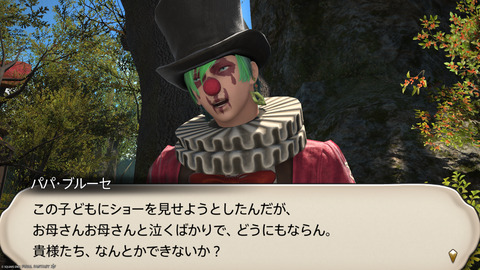 パパ・ブルーセ
この子どもにショーを見せようとしたんだが、
お母さんお母さんと泣くばかりで、どうにもならん。
貴様たち、なんとかできないか？